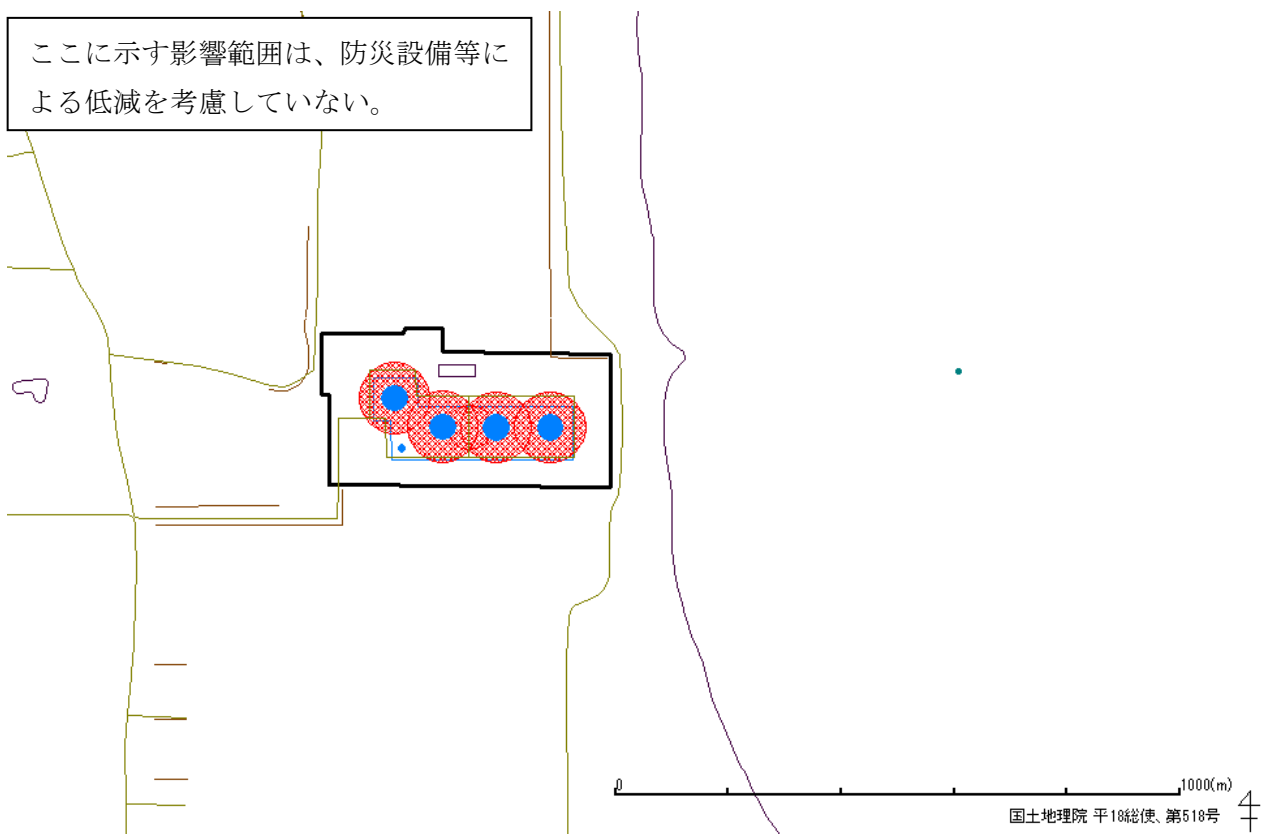 ここに示す影響範囲は、防災設備等に
よる低減を考慮していない。
0
1000(m)
国土地理院 平18総使、第518号